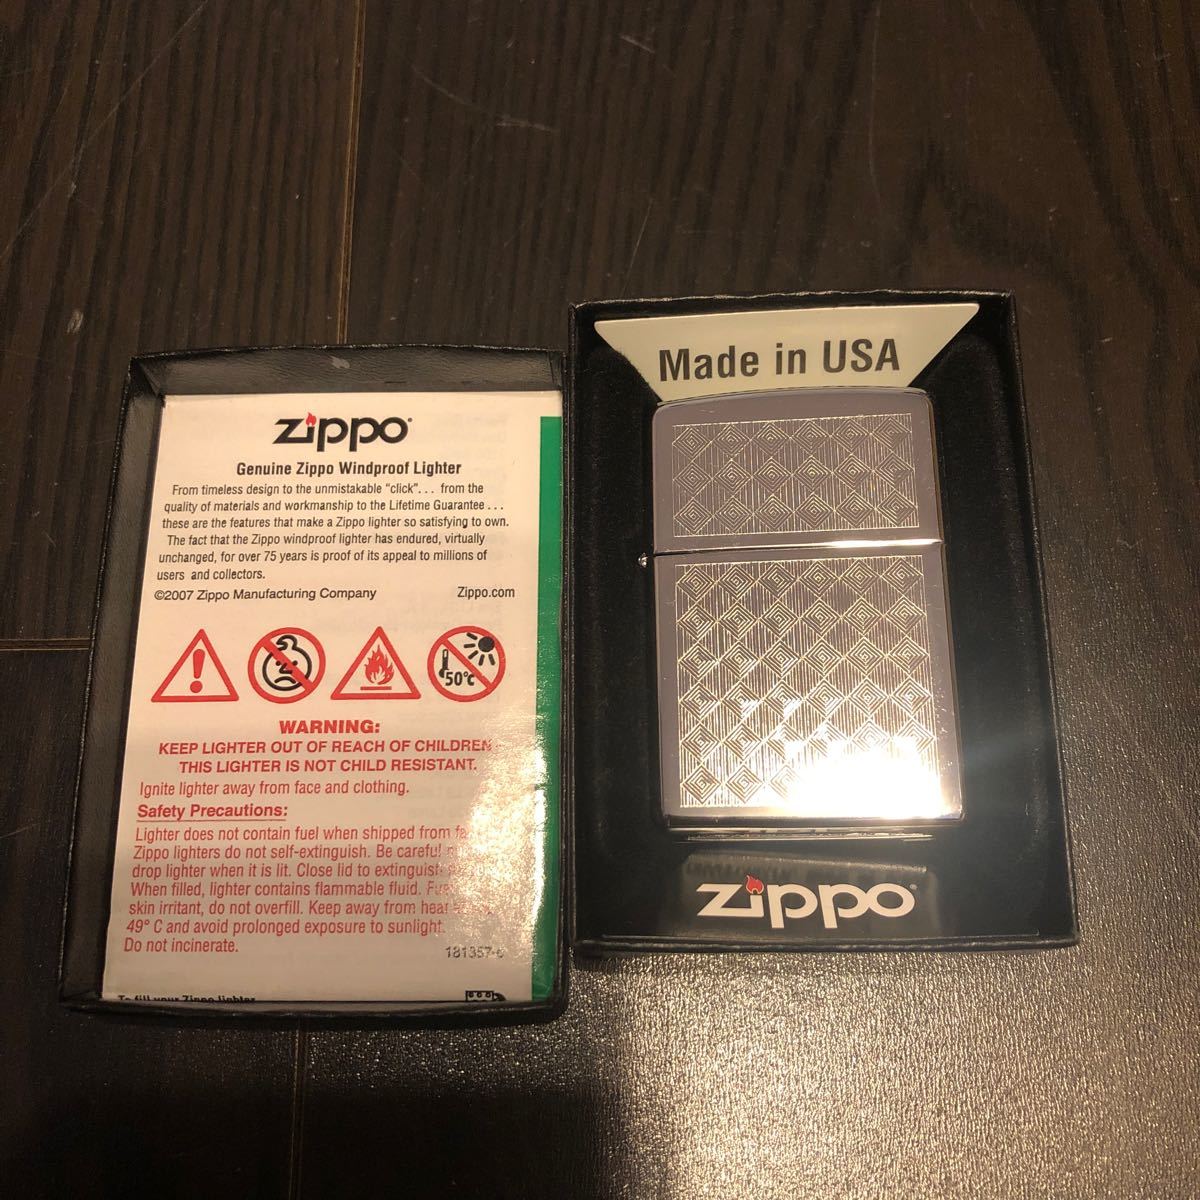 zippo
Genuine Zippo Windproof Lighter
From timeless design to the unmistakable “click”. . . from the
quality of materials and workmanship to the Lifetime Guarantee . . .
these are the features that make a Zippo lighter so satisfying to own.
The fact that the Zippo windproof lighter has endured, virtually
unchanged, for over 75 years is proof of its appeal to millions of
users and collectors.
©2007 Zippo Manufacturing Company Zippo.com
50°C
WARNING:
KEEP LIGHTER OUT OF REACH OF CHILDREN
THIS LIGHTER IS NOT CHILD RESISTANT.
Ignite lighter away from face and clothing.
Safety Precautions:
Lighter does not contain fuel when shipped from
Zippo lighters do not self-extinguish. Be careful
drop lighter when it is lit. Close lid to extinguish
When filled, lighter contains flammable fluid.
skin irritant, do not overfill. Keep away from heat
49° C and avoid prolonged exposure to sunlight.
Do not incinerate.
To fill your Zippo lighter
Made in USA
zippo